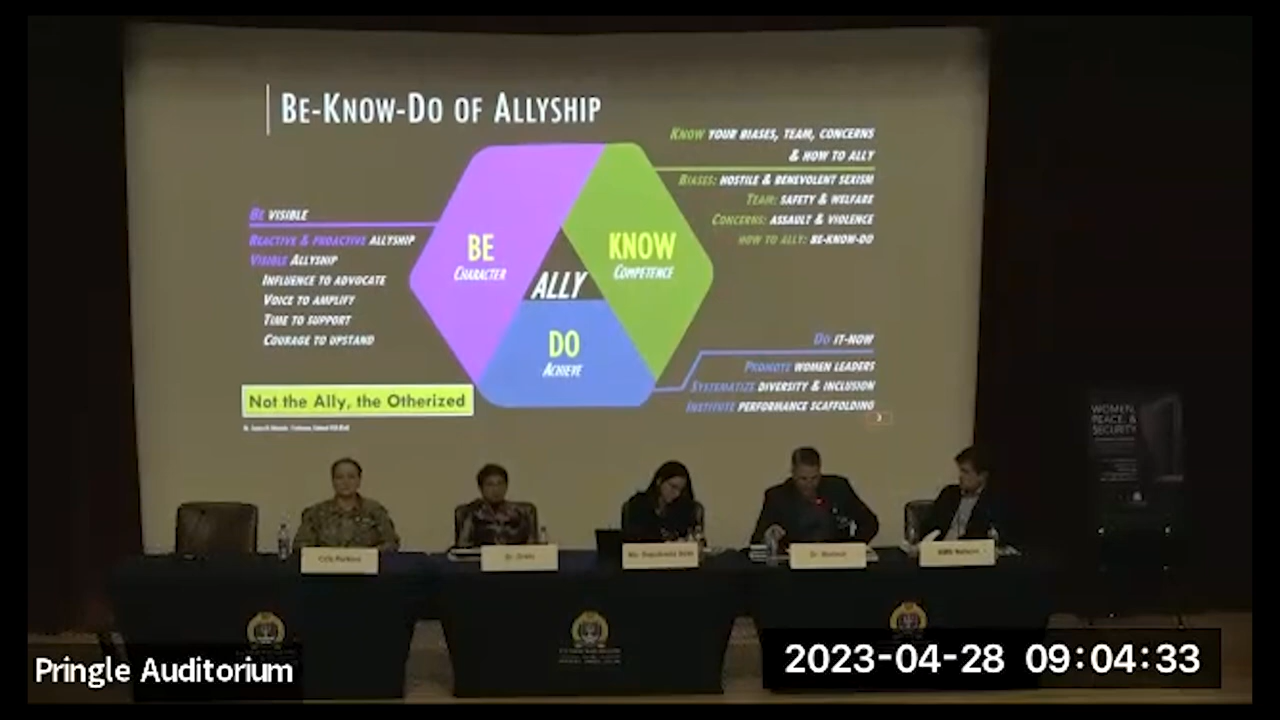 BE-KNOW-DO OF ALLYSHIP
KNOW YOUR BIASES, TEAM, CONCERNS
& HOW TO ALLY
BIASES: HOSTILE & BENEVOLENT SEXISM
TEAM: SAFETY & WELFARE
CONCERNS: ASSAULT & VIOLENCE
HOW TO ALLY: BE-KNOW-DO
BE VISIBLE
REACTIVE & PROACTIVE ALLYSHIP
VISIBLE ALLYSHIP
INFLUENCE TO ADVOCATE
VOICE TO AMPLIFY
TIME TO SUPPORT
COURAGE TO UPSTAND
BE
CHARACTER
KNOW
COMPETENCE
ALLY
DO
ACHIEVE
DO IT-NOW
PROMOTE WOMEN LEADERS
SYSTEMATIZE DIVERSITY & INCLUSION
INSTITUTE PERFORMANCE SCAFFOLDING
Not the Ally, the Otherized
3
WOMEN,
PEACE, &
SECURITY
Pringle Auditorium
2023-04-28 09:04:33